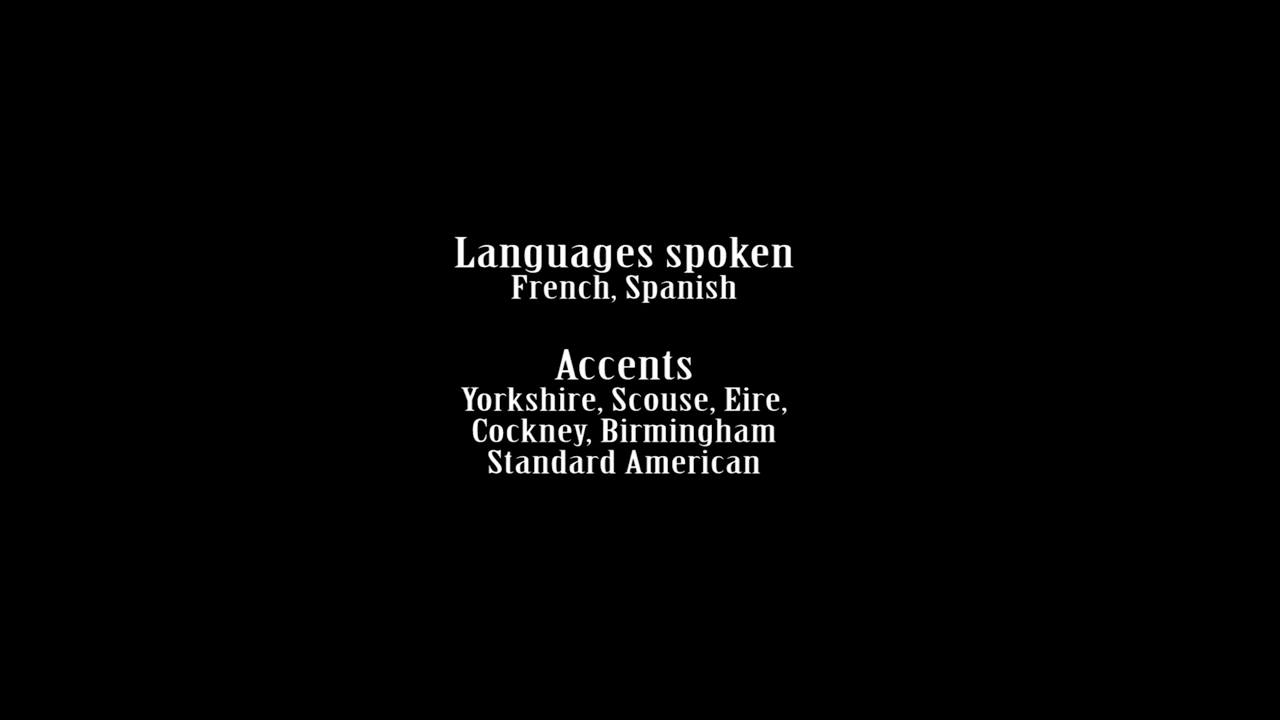 Languages spoken
French, Spanish
Accents
Yorkshire, Scouse, Eire,
Cockney, Birmingham
Standard American